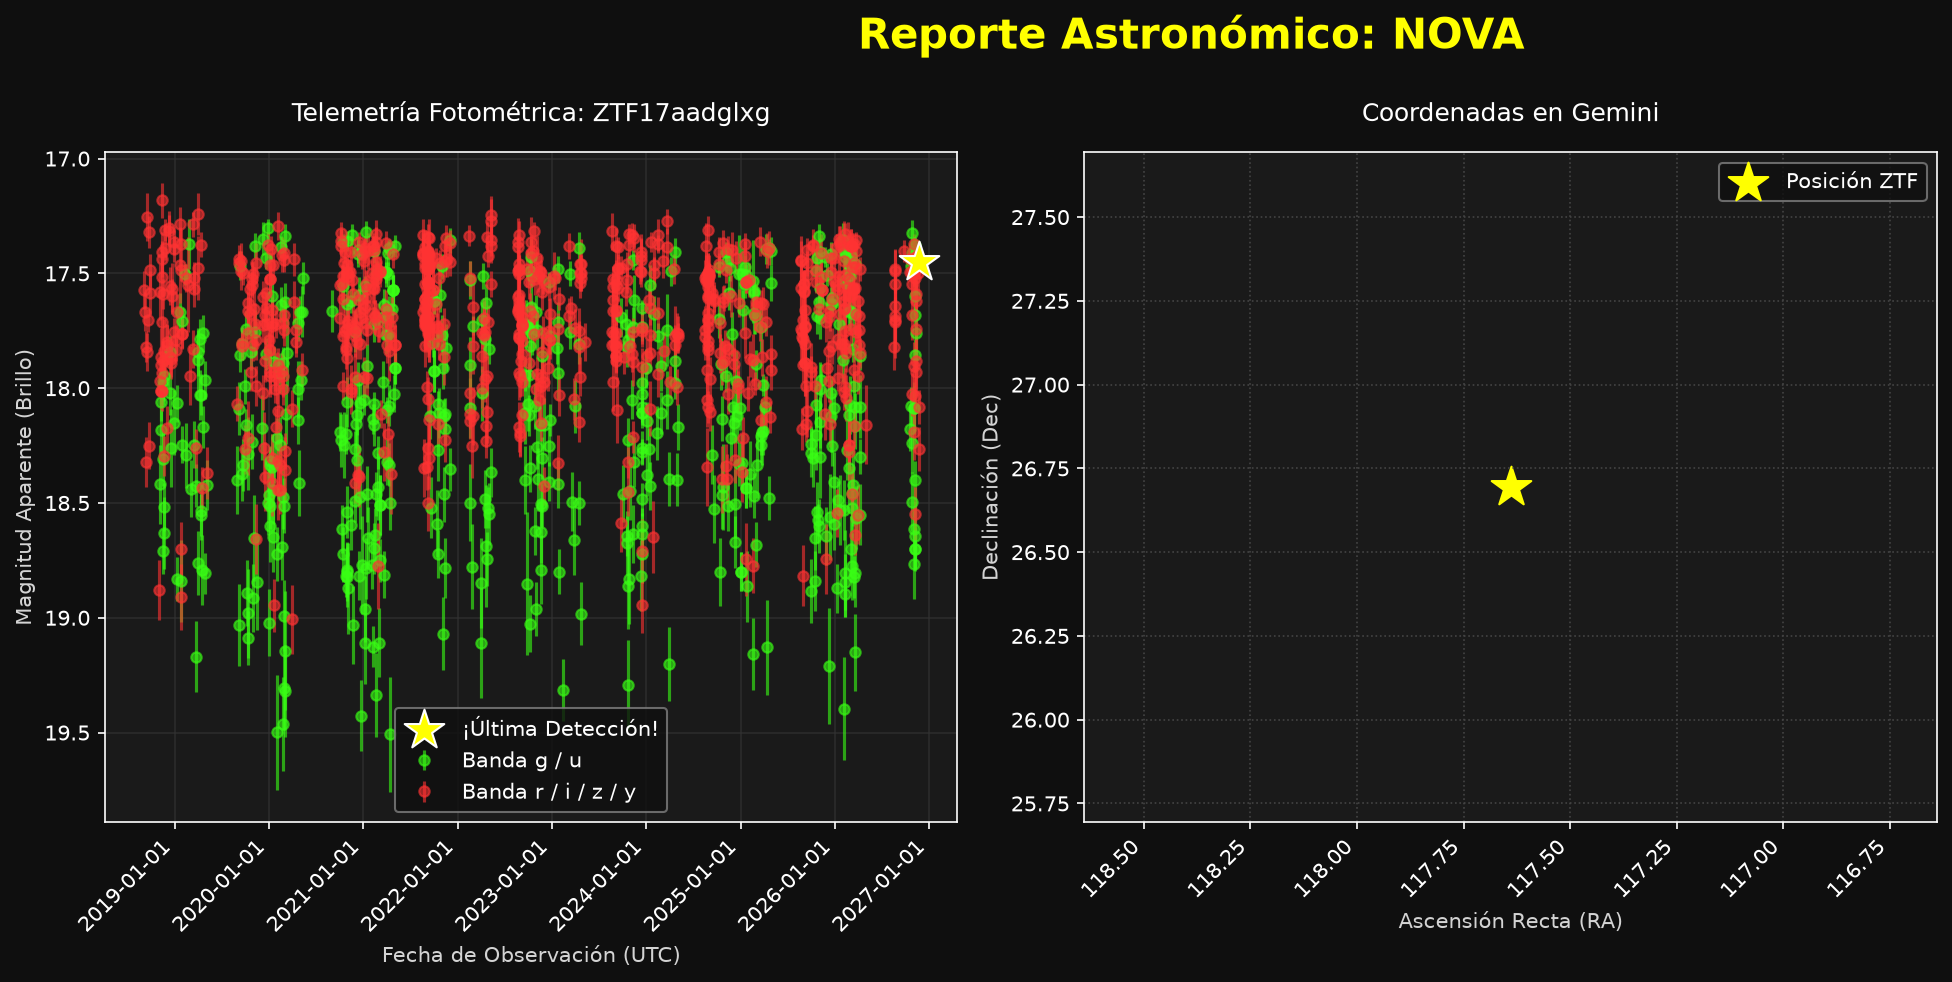 Reporte Astronómico: NOVA
Telemetría Fotométrica: ZTF17aadglxg
Magnitud Aparente (Brillo)
17.0
17.5
18.0
18.5
19.0
19.5
¡Última Detección!
Banda g / u
Banda r / i / z / y
2019-01-01
2020-01-01
2021-01-01
2022-01-01
2023-01-01
2024-01-01
2025-01-01
2026-01-01
2027-01-01
Fecha de Observación (UTC)
Coordenadas en Gemini
Posición ZTF
Declinación (Dec)
27.50
27.25
27.00
26.75
26.50
26.25
26.00
25.75
118.50
118.25
118.00
117.75
117.50
117.25
117.00
116.75
Ascensión Recta (RA)